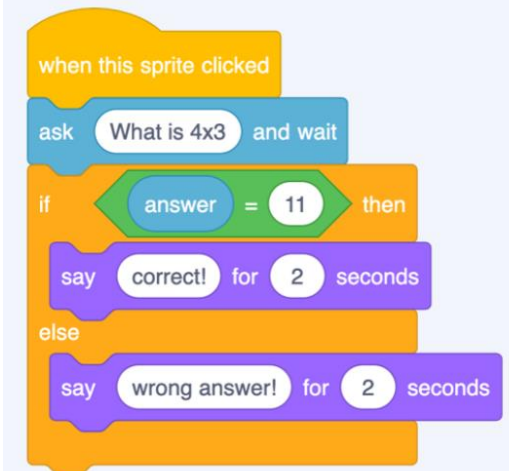 when this sprite clicked
ask What is 4x3 and wait
if answer = 11 then
say correct! for 2 seconds
else
say wrong answer! for 2 seconds